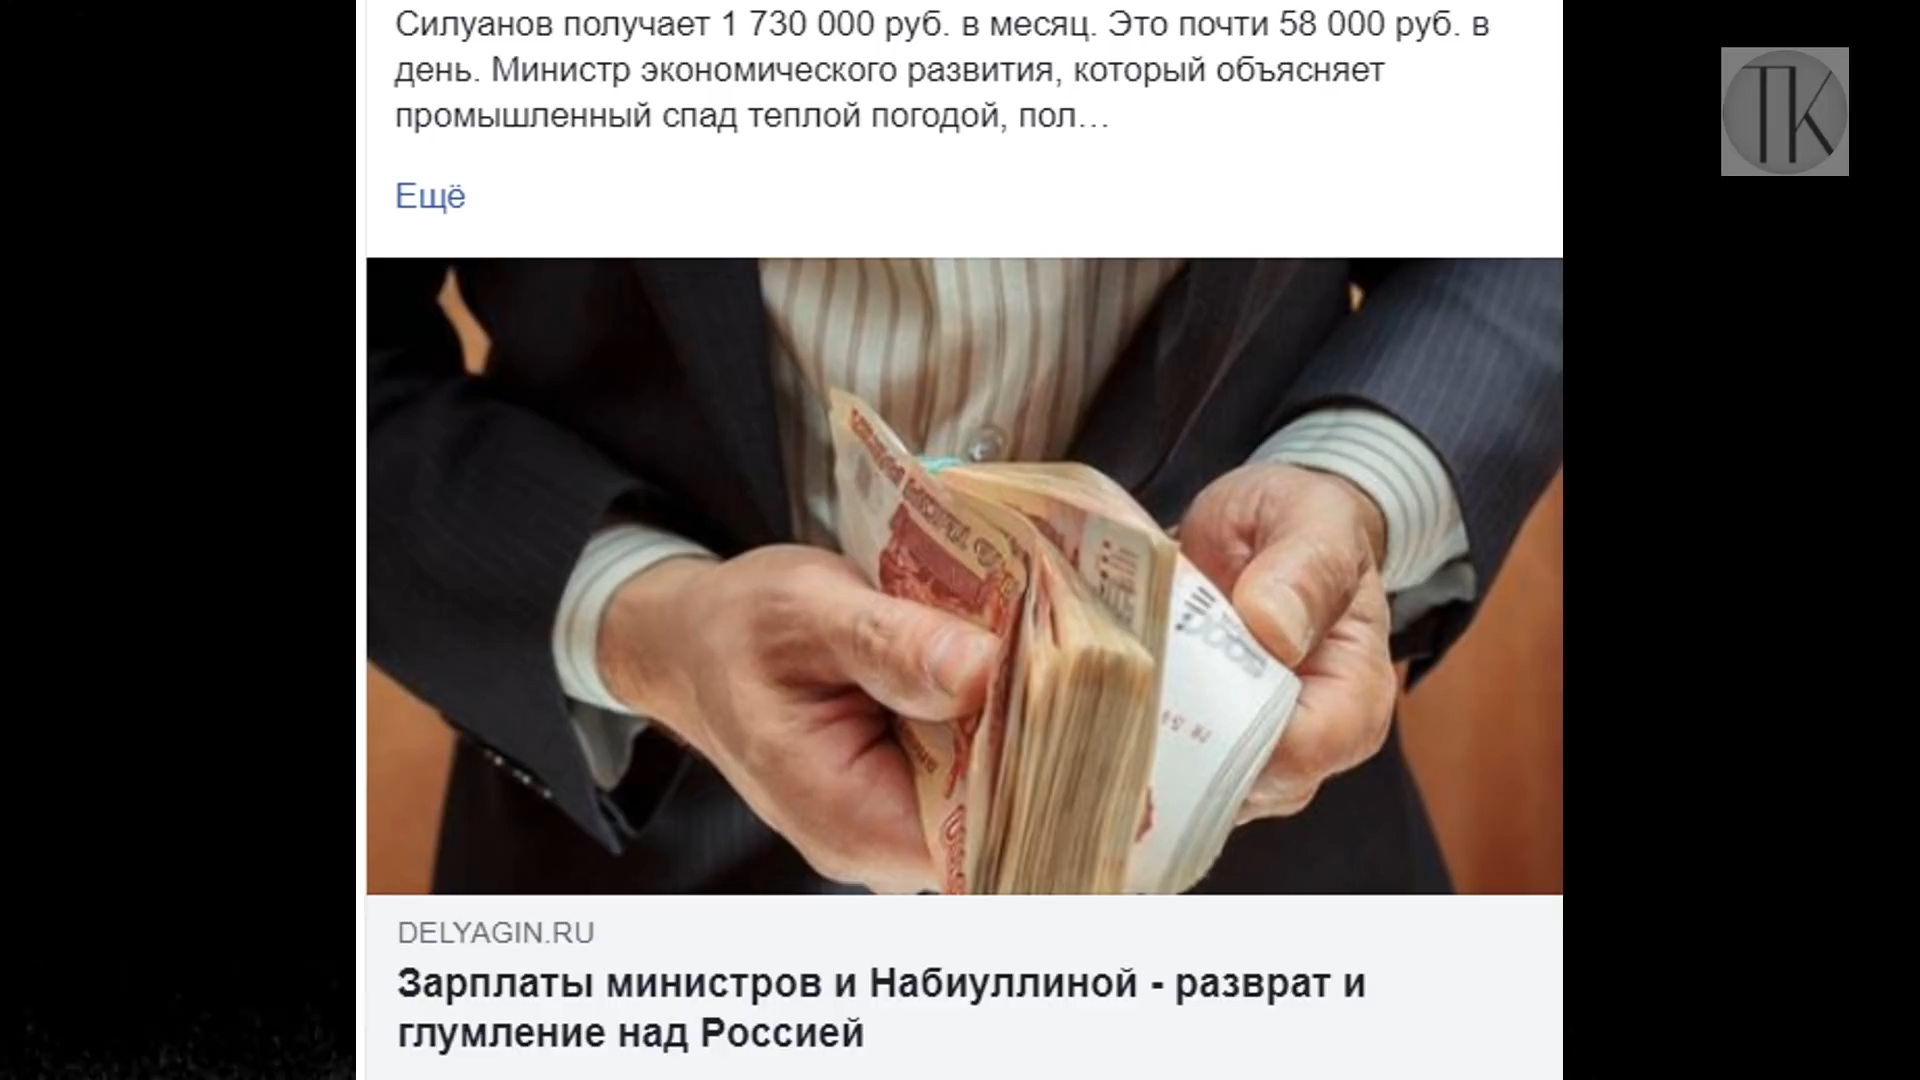 Силуанов получает 1 730 000 руб. в месяц. Это почти 58 000 руб. в
день. Министр экономического развития, который объясняет
промышленный спад теплой погодой, пол…
Ещё
TK
DELYAGIN.RU
Зарплаты министров и Набиуллиной - разврат и
глумление над Россией